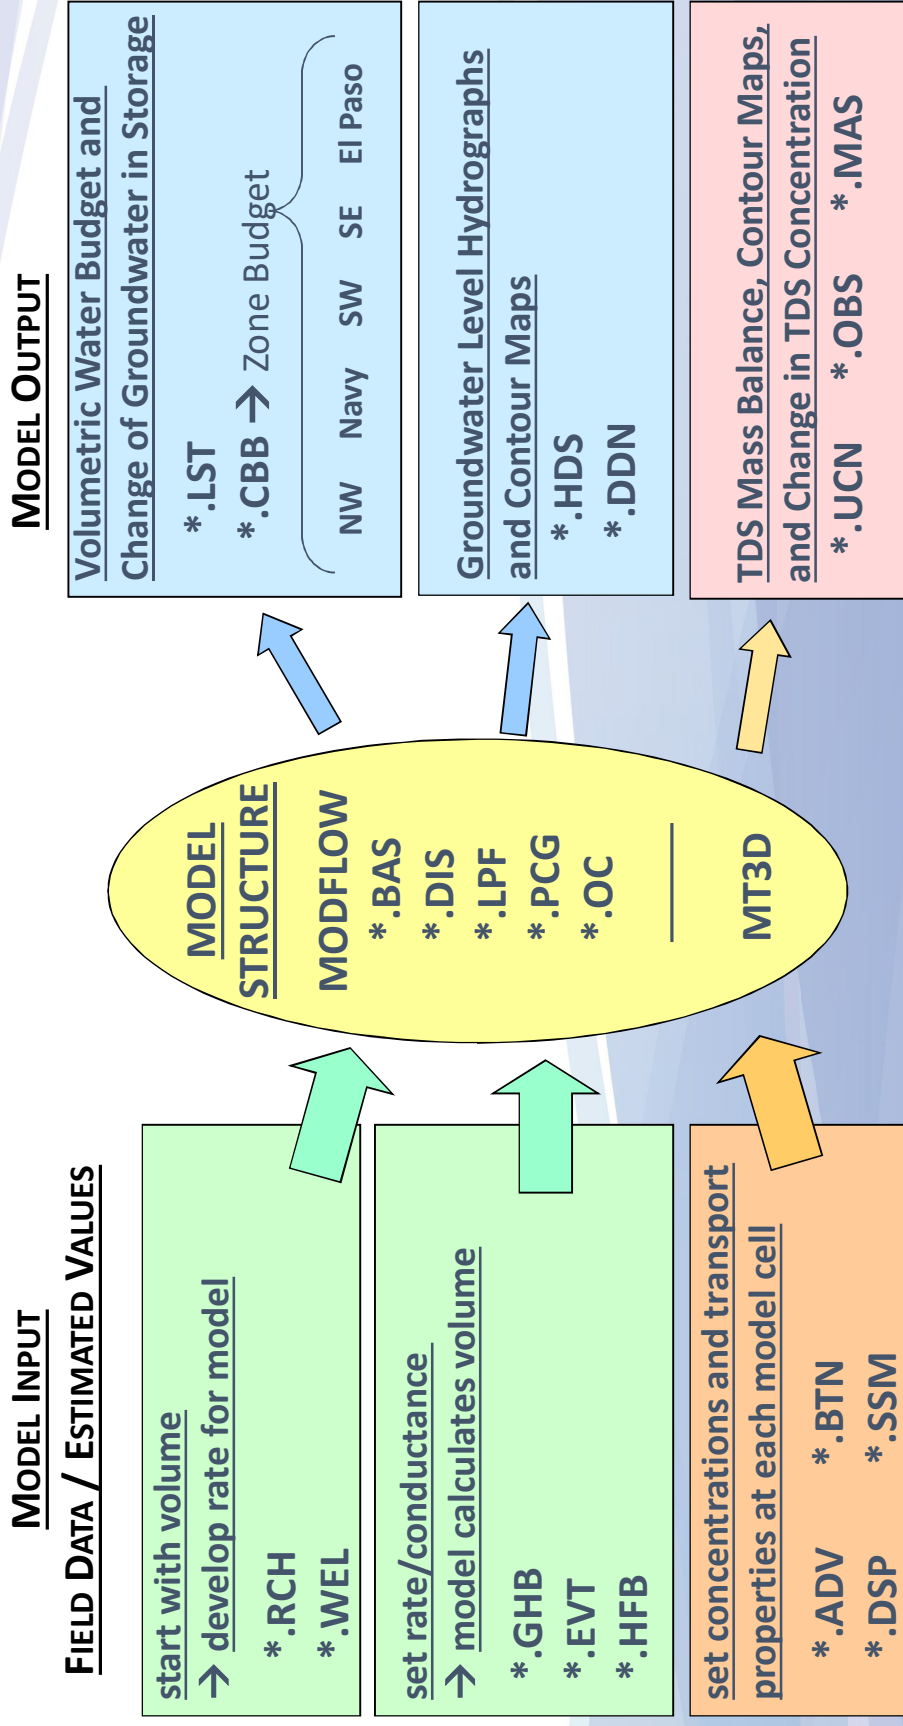 MODEL INPUT
FIELD DATA / ESTIMATED VALUES
start with volume
→ develop rate for model
*.RCH
*.WEL
set rate/conductance
→ model calculates volume
*.GHB
*.EVT
*.HFB
set concentrations and transport
properties at each model cell
*.ADV *.BTN
*.DSP *.SSM
MODEL
STRUCTURE
MODFLOW
*.BAS
*.DIS
*.LPF
*.PCG
*.OC
MT3D
MODEL OUTPUT
Volumetric Water Budget and
Change of Groundwater in Storage
*.LST
*.CBB → Zone Budget
NW Navy SW SE El Paso
Groundwater Level Hydrographs
and Contour Maps
*.HDS
*.DDN
TDS Mass Balance, Contour Maps,
and Change in TDS Concentration
*.UCN *.OBS *.MAS